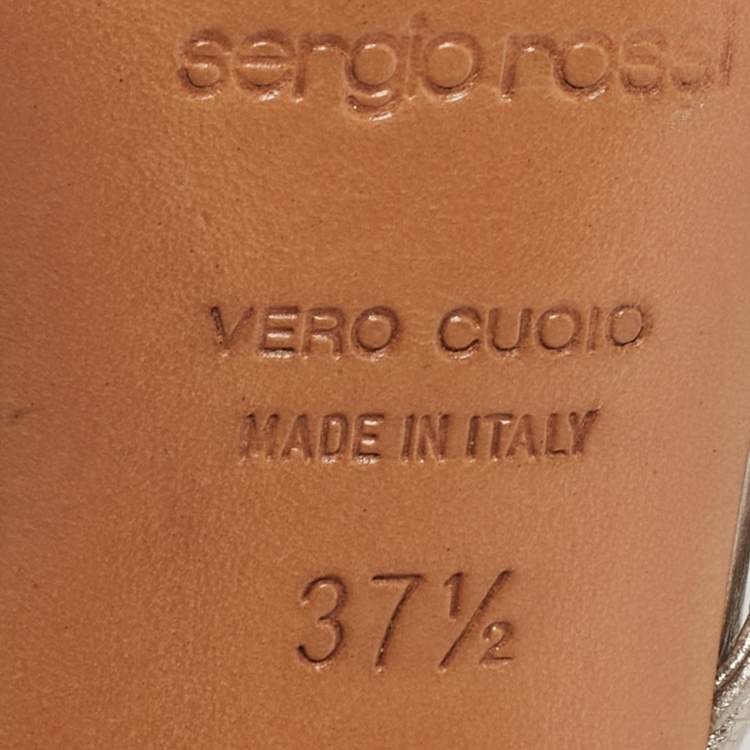 sergio rossi
VERO CUOIO
MADE IN ITALY
37½